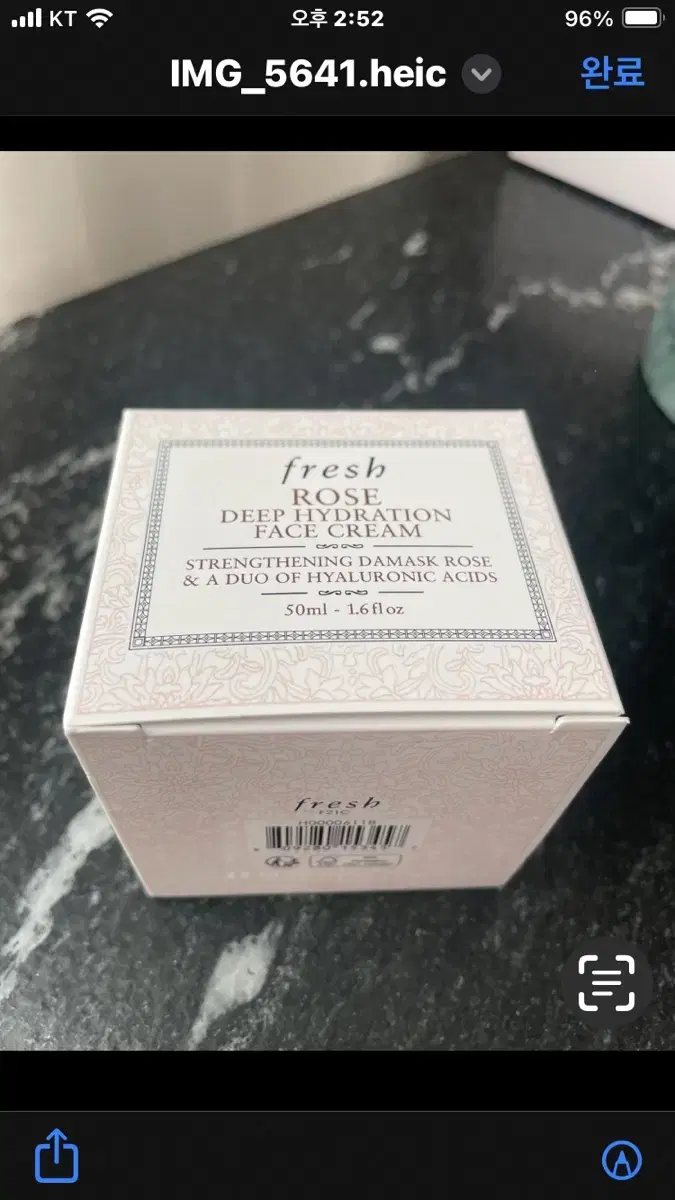 KT
오후 2:52
96%
IMG_5641.heic
완료
fresh
ROSE
DEEP HYDRATION
FACE CREAM
STRENGTHENING DAMASK ROSE
& A DUO OF HYALURONIC ACIDS
50ml - 1.6 fl oz
fresh
H00006118